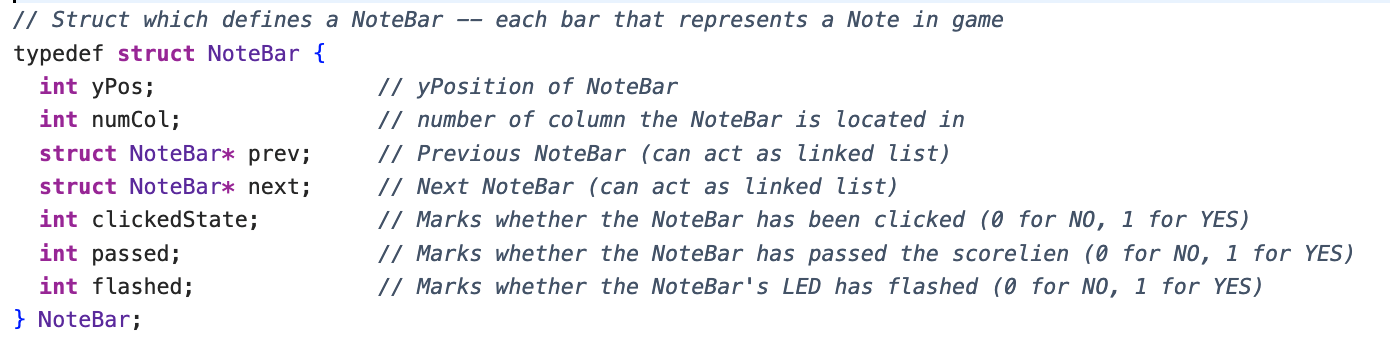 // Struct which defines a NoteBar -- each bar that represents a Note in game
typedef struct NoteBar {
  int yPos;                 // yPosition of NoteBar
  int numCol;               // number of column the NoteBar is located in
  struct NoteBar* prev;     // Previous NoteBar (can act as linked list)
  struct NoteBar* next;     // Next NoteBar (can act as linked list)
  int clickedState;         // Marks whether the NoteBar has been clicked (0 for NO, 1 for YES)
  int passed;               // Marks whether the NoteBar has passed the scorelien (0 for NO, 1 for YES)
  int flashed;              // Marks whether the NoteBar's LED has flashed (0 for NO, 1 for YES)
} NoteBar;